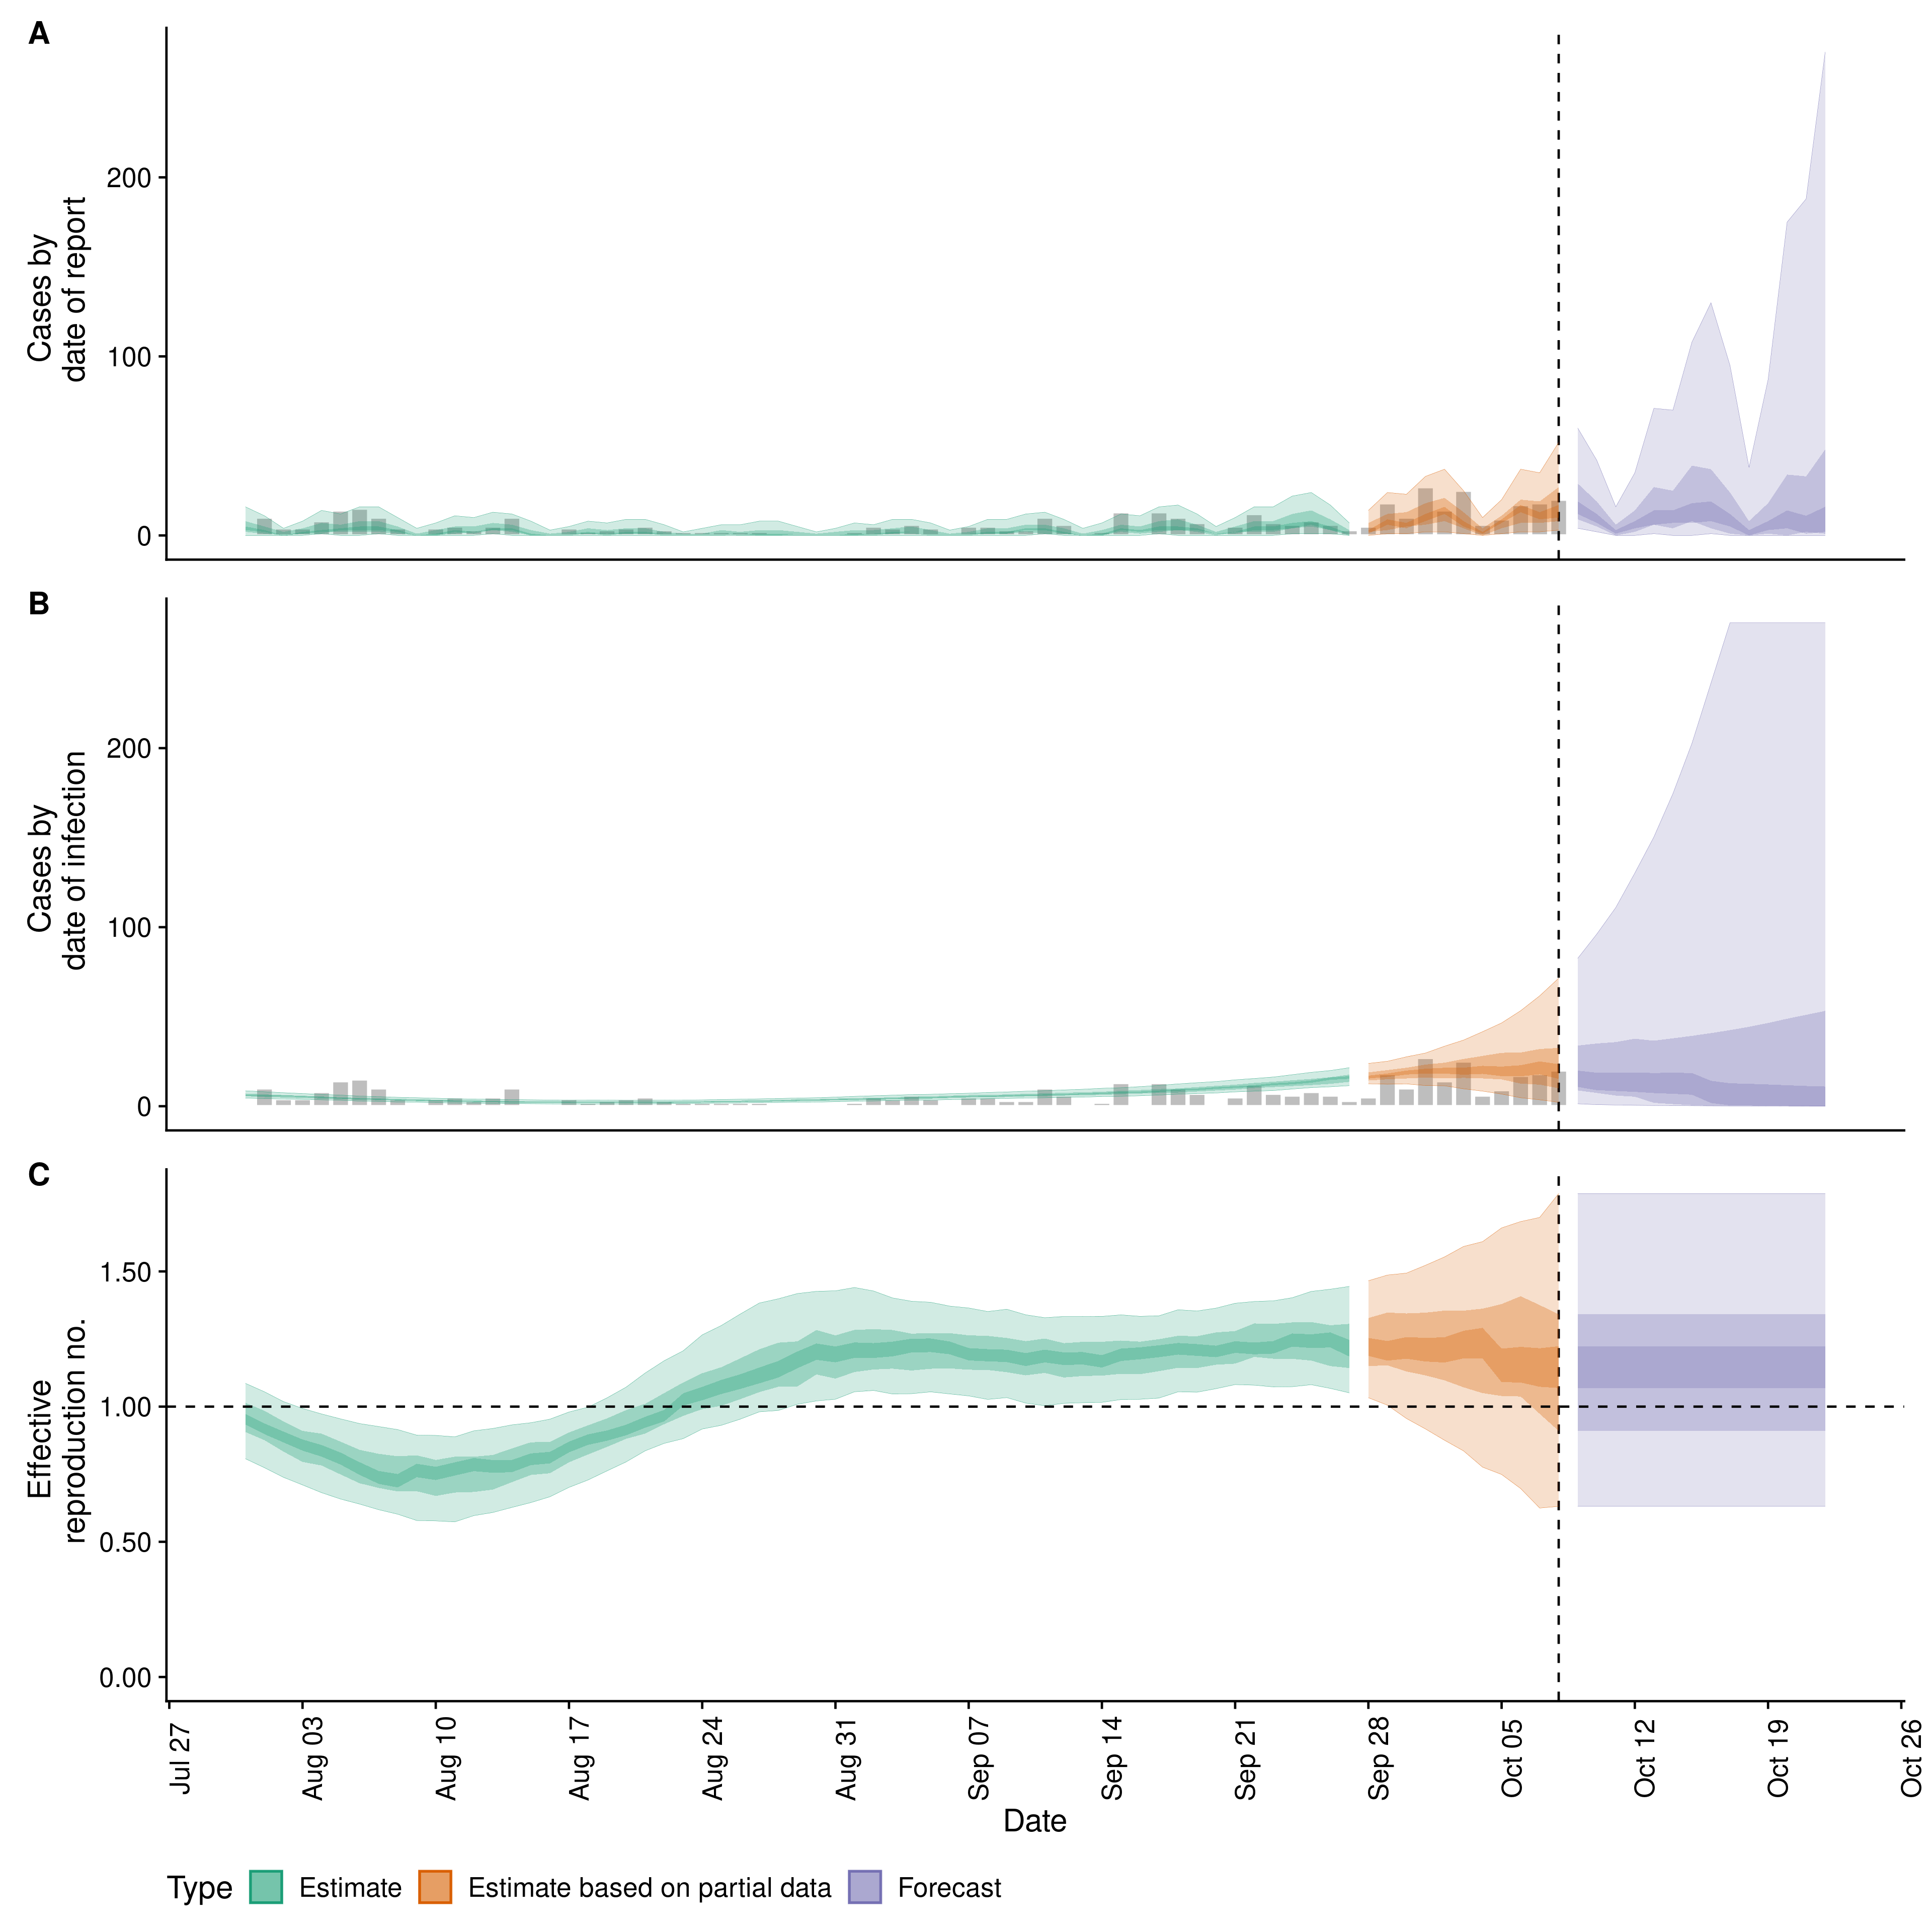 A
Cases by
date of report
200
100
0
B
Cases by
date of infection
200
100
0
C
Effective
reproduction no.
1.50
1.00
0.50
0.00
Jul 27
Aug 03
Aug 10
Aug 17
Aug 24
Aug 31
Sep 07
Sep 14
Sep 21
Sep 28
Oct 05
Oct 12
Oct 19
Oct 26
Date
Type Estimate Estimate based on partial data Forecast